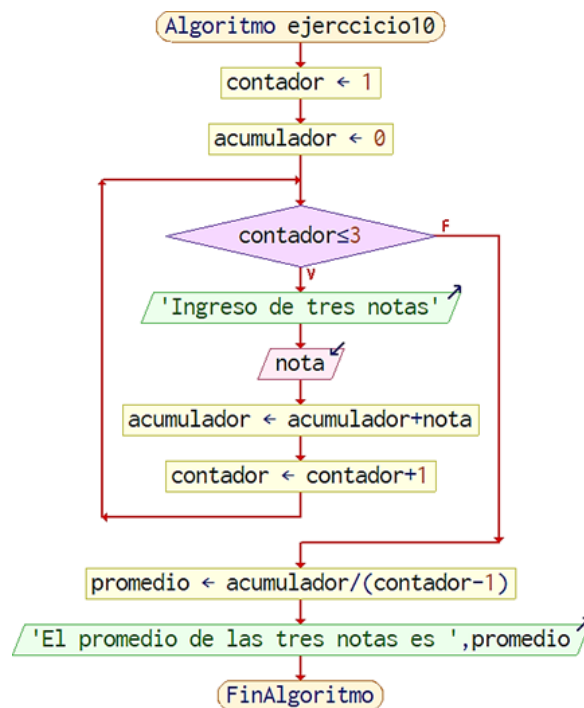 Algoritmo ejerccicio10
contador ← 1
acumulador ← 0
contador≤3
F
V
'Ingreso de tres notas'
nota
acumulador ← acumulador+nota
contador ← contador+1
promedio ← acumulador/(contador-1)
'El promedio de las tres notas es ',promedio
FinAlgoritmo